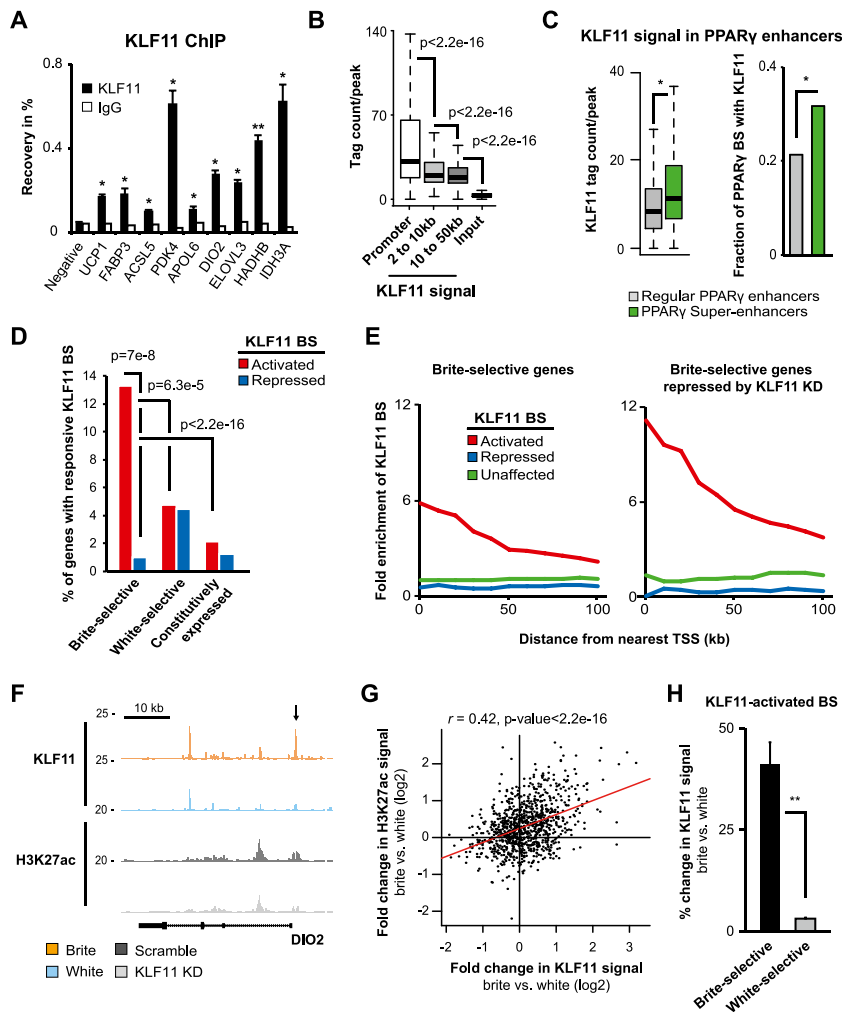 A
KLF11 ChIP
Recovery in %
0.8
0.4
0
KLF11
IgG
*
*
*
*
*
*
*
**
*
Negative
UCP1
FABP3
ACSL5
PDK4
APOL6
DIO2
ELOVL3
HADHB
IDH3A
B
Tag count/peak
140
70
0
p<2.2e-16
p<2.2e-16
p<2.2e-16
Promoter
2 to 10kb
10 to 50kb
Input
KLF11 signal
C
KLF11 signal in PPARγ enhancers
KLF11 tag count/peak
40
20
0
*
Fraction of PPARγ BS with KLF11
0.4
0.2
0
*
Regular PPARγ enhancers
PPARγ Super-enhancers
D
KLF11 BS
Activated
Repressed
% of genes with responsive KLF11 BS
14
12
10
8
6
4
2
0
p=7e-8
p=6.3e-5
p<2.2e-16
Brite-selective
White-selective
Constitutively
expressed
E
Brite-selective genes
Fold enrichment of KLF11 BS
12
6
0
KLF11 BS
Activated
Repressed
Unaffected
0
50
100
Brite-selective genes
repressed by KLF11 KD
12
6
0
0
50
100
Distance from nearest TSS (kb)
F
10 kb
25
KLF11
25
20
H3K27ac
20
DIO2
Brite
White
Scramble
KLF11 KD
G
r = 0.42, p-value<2.2e-16
Fold change in H3K27ac signal
brite vs. white (log2)
2
1
0
-1
-2
-2
-1
0
1
2
3
Fold change in KLF11 signal
brite vs. white (log2)
H
KLF11-activated BS
% change in KLF11 signal
brite vs. white
50
25
0
**
Brite-selective
White-selective